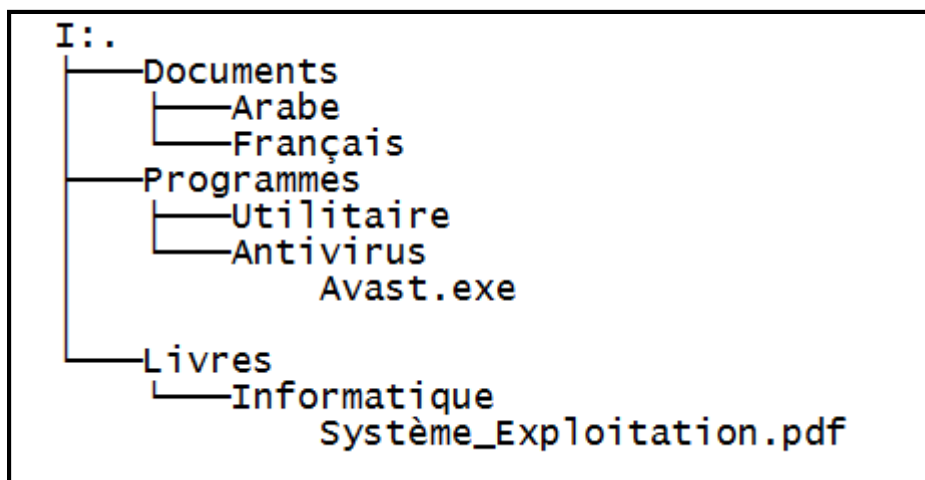 I:.
├───Documents
│   ├───Arabe
│   └───Français
├───Programmes
│   ├───Utilitaire
│   └───Antivirus
│           Avast.exe
│
└───Livres
    └───Informatique
            Système_Exploitation.pdf